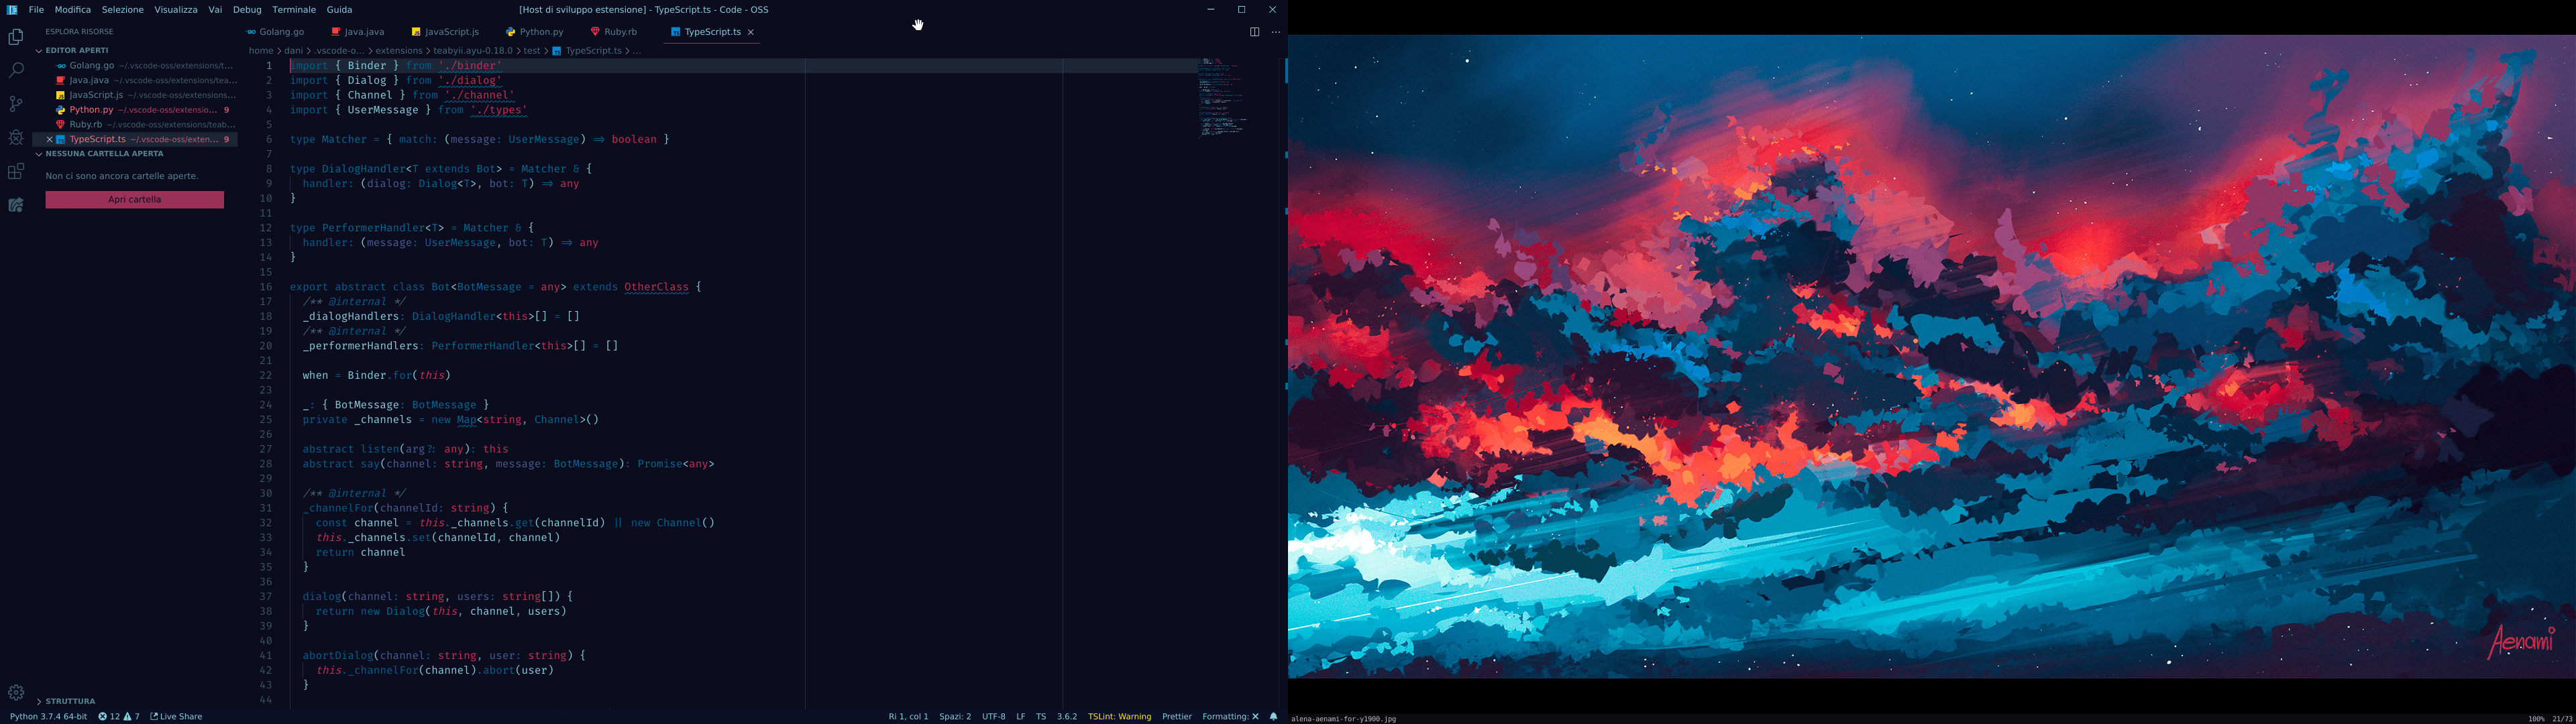 File Modifica Selezione Visualizza Vai Debug Terminale Guida [Host di sviluppo estensione] - TypeScript.ts - Code - OSS
ESPLORA RISORSE
EDITOR APERTI
Golang.go ~/.vscode-oss/extensions/t...
Java.java ~/.vscode-oss/extensions/tea...
JavaScript.js ~/.vscode-oss/extensions...
Python.py ~/.vscode-oss/extensio... 9
Ruby.rb ~/.vscode-oss/extensions/teab...
TypeScript.ts ~/.vscode-oss/exten... 9
NESSUNA CARTELLA APERTA
Non ci sono ancora cartelle aperte.
Apri cartella
STRUTTURA
Golang.go Java.java JavaScript.js Python.py Ruby.rb TypeScript.ts
home > dani > .vscode-o... > extensions > teabyii.ayu-0.18.0 > test > TypeScript.ts > ...
1 import { Binder } from './binder'
2 import { Dialog } from './dialog'
3 import { Channel } from './channel'
4 import { UserMessage } from './types'
5
6 type Matcher = { match: (message: UserMessage) => boolean }
7
8 type DialogHandler<T extends Bot> = Matcher & {
9 handler: (dialog: Dialog<T>, bot: T) => any
10 }
11
12 type PerformerHandler<T> = Matcher & {
13 handler: (message: UserMessage, bot: T) => any
14 }
15
16 export abstract class Bot<BotMessage = any> extends OtherClass {
17 /** @internal */
18 _dialogHandlers: DialogHandler<this>[] = []
19 /** @internal */
20 _performerHandlers: PerformerHandler<this>[] = []
21
22 when = Binder.for(this)
23
24 _: { BotMessage: BotMessage }
25 private _channels = new Map<string, Channel>()
26
27 abstract listen(arg?: any): this
28 abstract say(channel: string, message: BotMessage): Promise<any>
29
30 /** @internal */
31 _channelFor(channelId: string) {
32 const channel = this._channels.get(channelId) || new Channel()
33 this._channels.set(channelId, channel)
34 return channel
35 }
36
37 dialog(channel: string, users: string[]) {
38 return new Dialog(this, channel, users)
39 }
40
41 abortDialog(channel: string, user: string) {
42 this._channelFor(channel).abort(user)
43 }
44
Python 3.7.4 64-bit 12 7 Live Share Ri 1, col 1 Spazi: 2 UTF-8 LF TS 3.6.2 TSLint: Warning Prettier Formatting: ✕
Aenami
alena-aenami-for-y1900.jpg 100% 21/73